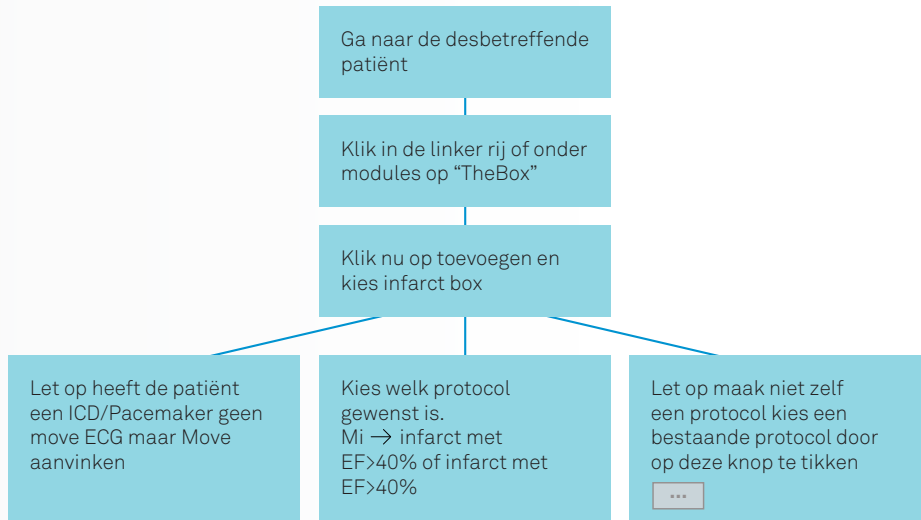 Ga naar de desbetreffende
patiënt
Klik in de linker rij of onder
modules op “TheBox”
Klik nu op toevoegen en
kies infarct box
Let op heeft de patiënt
een ICD/Pacemaker geen
move ECG maar Move
aanvinken
Kies welk protocol
gewenst is.
Mi → infarct met
EF>40% of infarct met
EF>40%
Let op maak niet zelf
een protocol kies een
bestaande protocol door
op deze knop te tikken
...